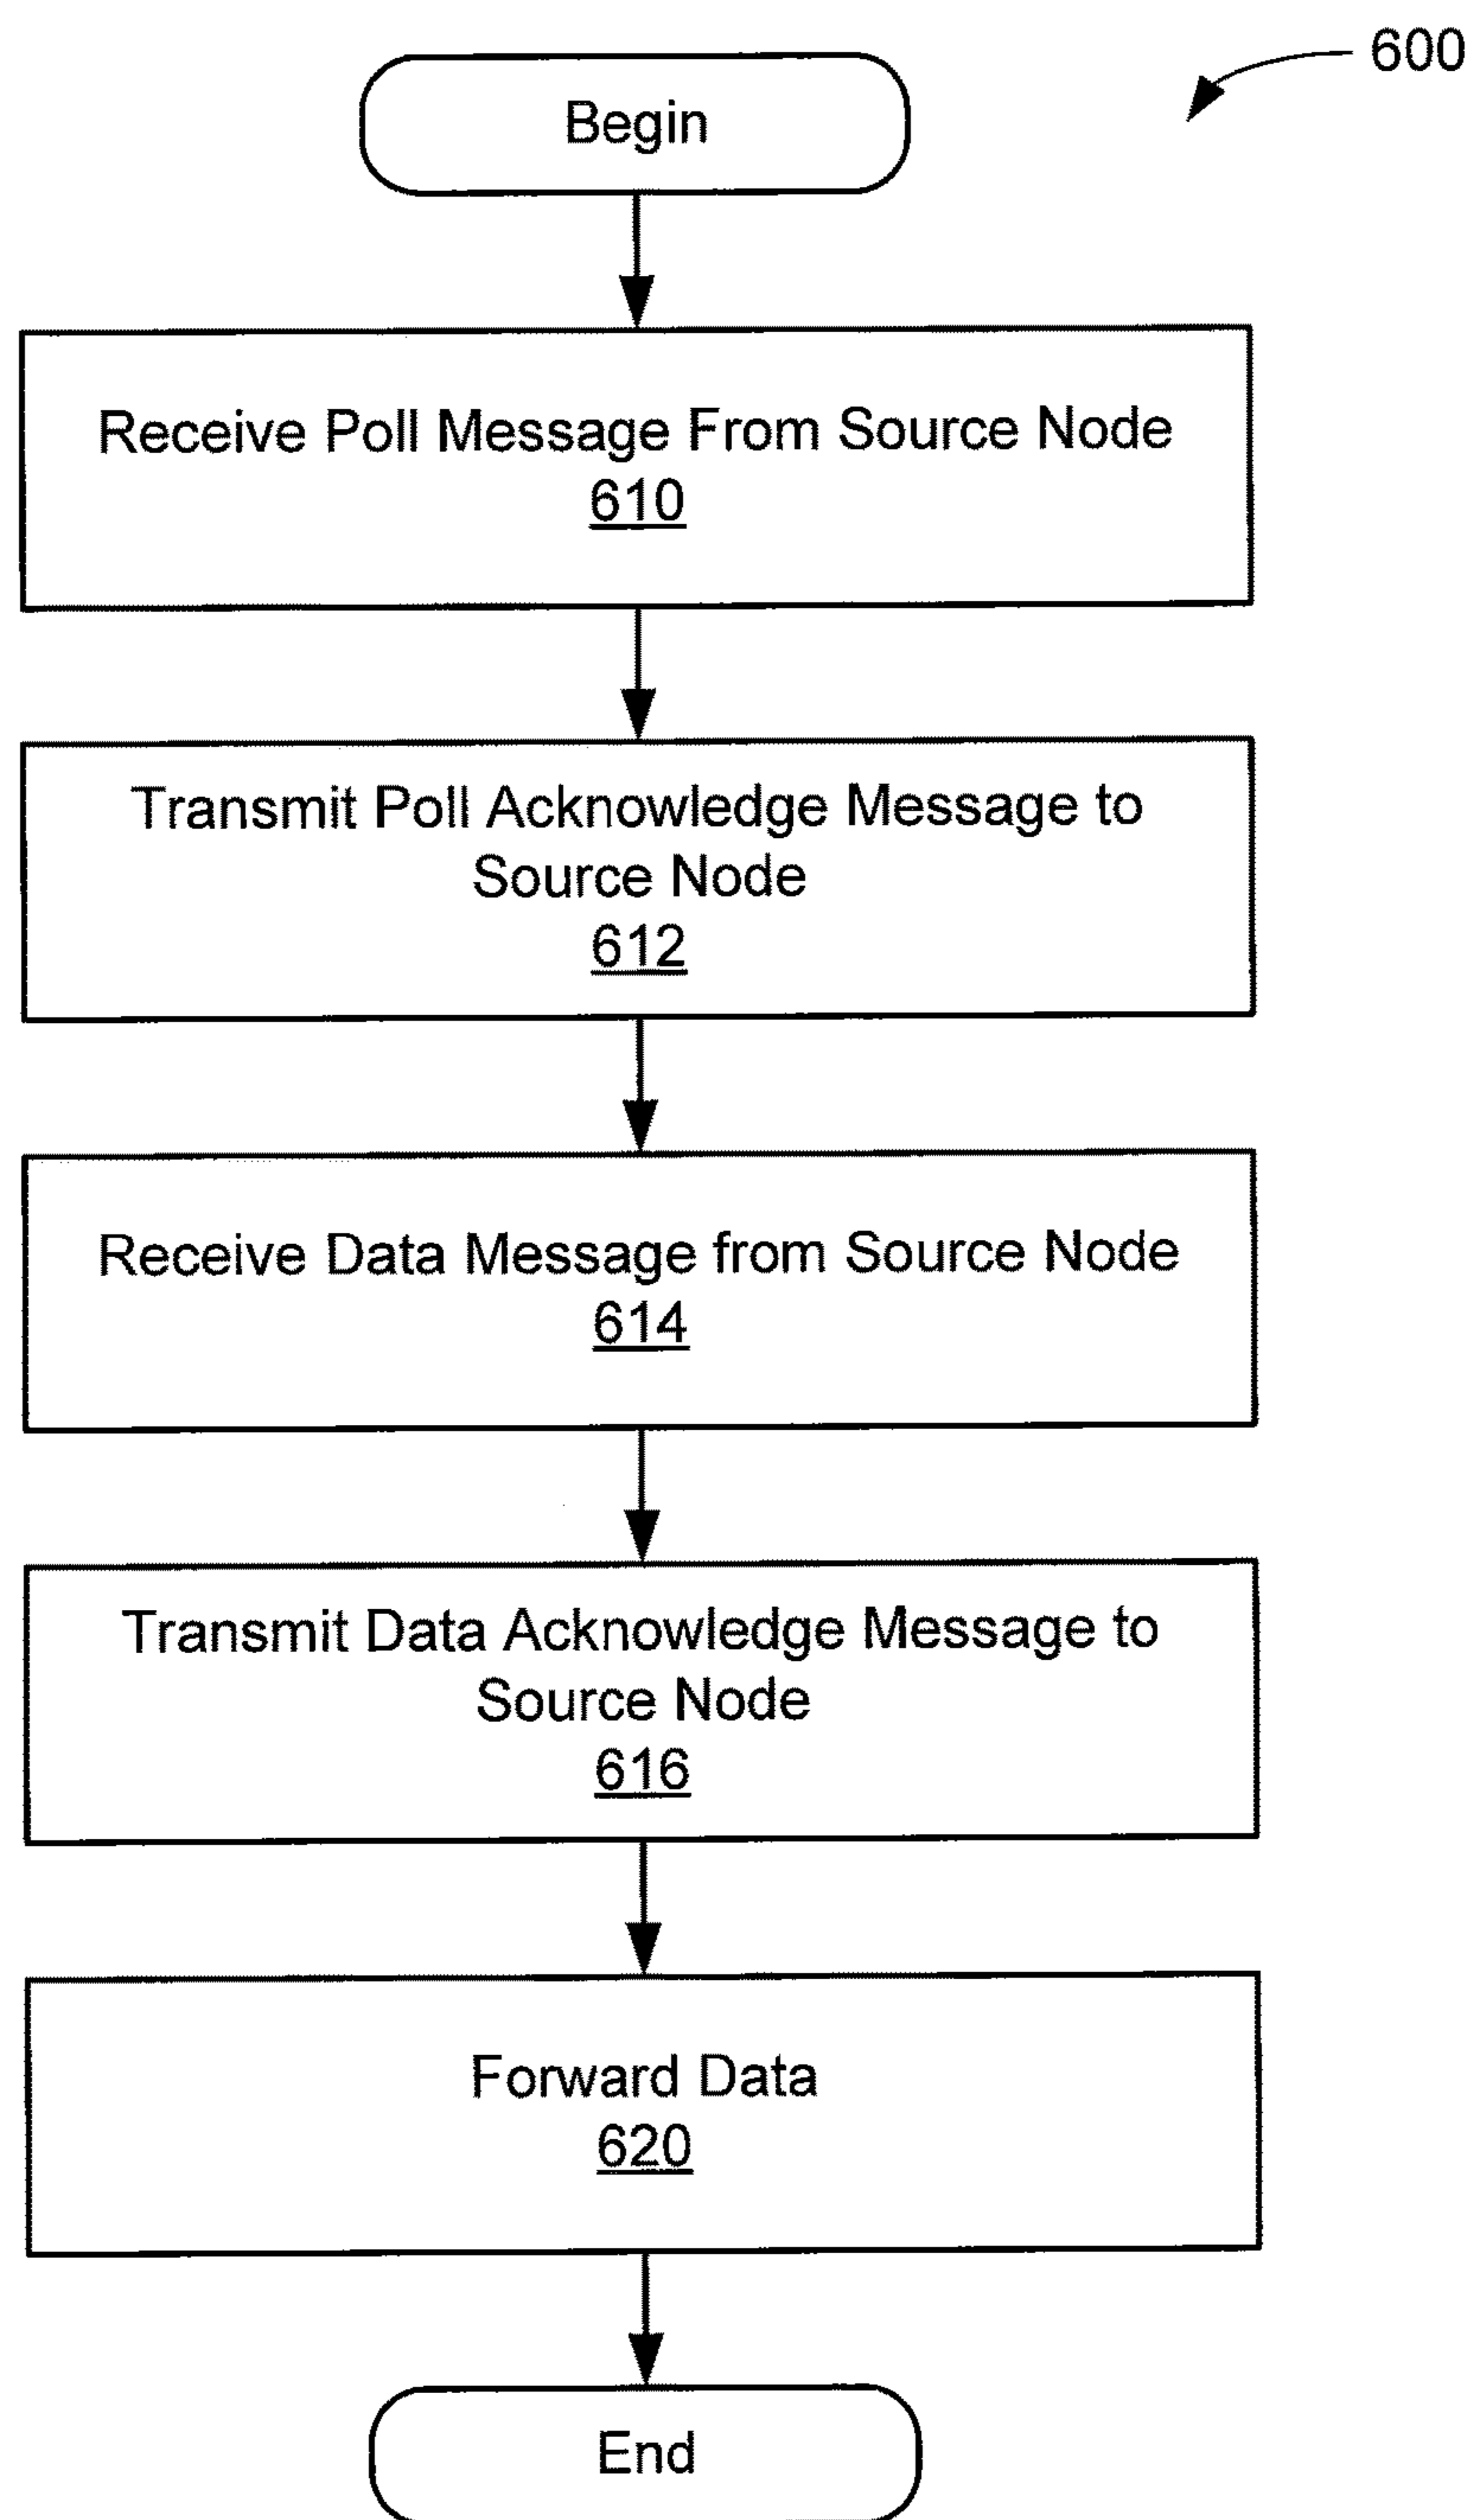 600
Begin
Receive Poll Message From Source Node
610
Transmit Poll Acknowledge Message to
Source Node
612
Receive Data Message from Source Node
614
Transmit Data Acknowledge Message to
Source Node
616
Forward Data
620
End